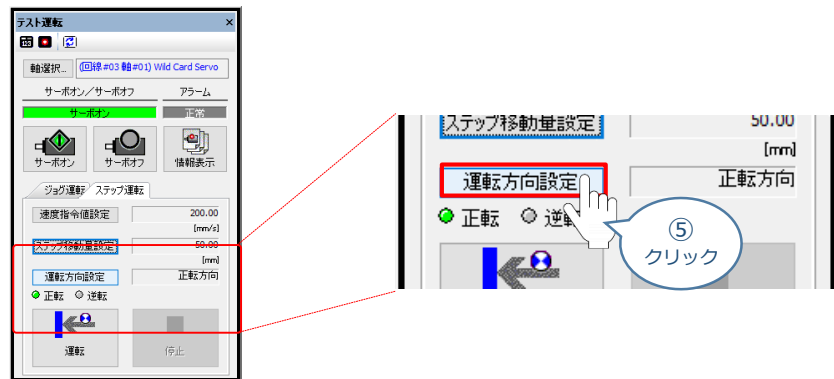 テスト運転
軸選択...
(回線#03 軸#01) Wild Card Servo
サーボオン/サーボオフ
アラーム
サーボオン
正常
サーボオン
サーボオフ
情報表示
ジョグ運転
ステップ運転
速度指令値設定
200.00
[mm/s]
ステップ移動量設定
50.00
[mm]
運転方向設定
正転方向
正転
逆転
運転
停止
ステップ移動量設定
50.00
[mm]
運転方向設定
正転方向
正転
逆転
⑤
クリック